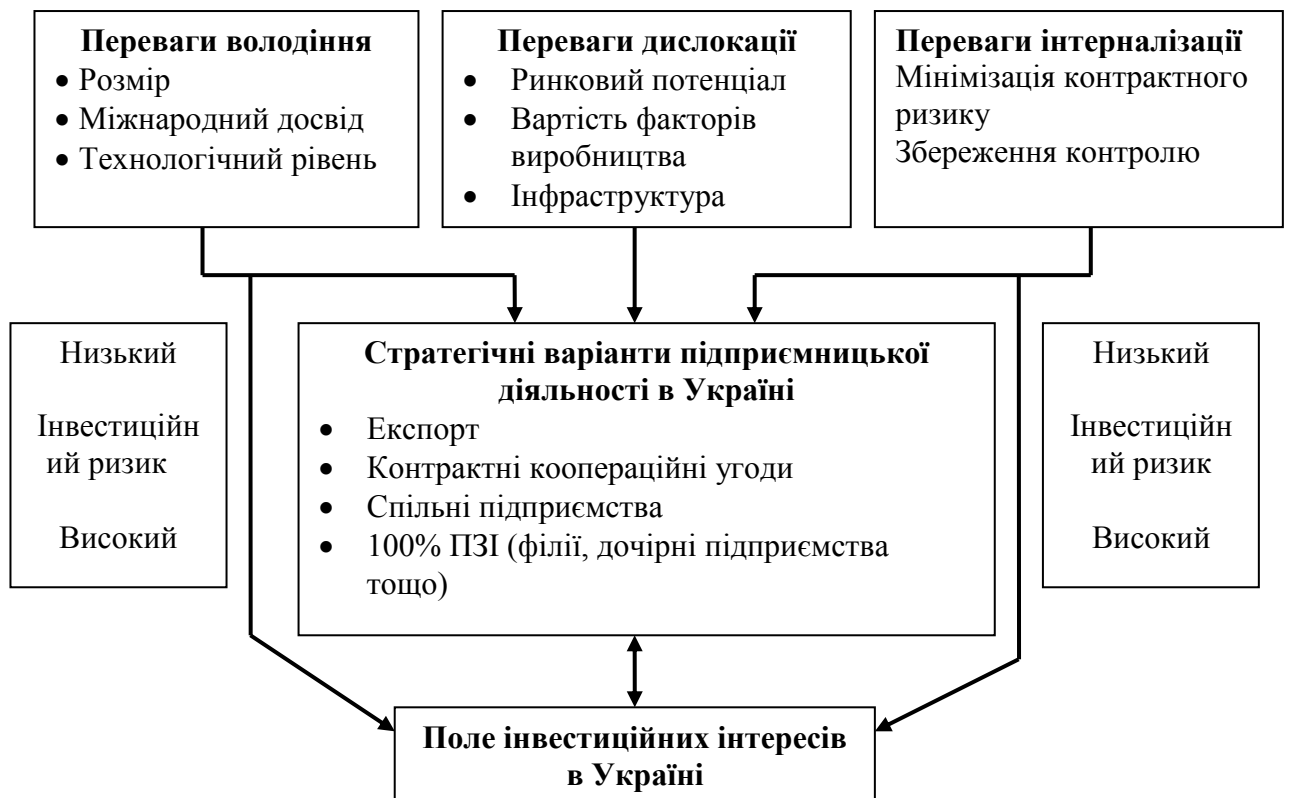 Переваги володіння
• Розмір
• Міжнародний досвід
• Технологічний рівень
Переваги дислокації
• Ринковий потенціал
• Вартість факторів
виробництва
• Інфраструктура
Переваги інтерналізації
Мінімізація контрактного
ризику
Збереження контролю
Низький
Інвестиційн
ий ризик
Високий
Стратегічні варіанти підприємницької
діяльності в Україні
• Експорт
• Контрактні коопераційні угоди
• Спільні підприємства
• 100% ПЗІ (філії, дочірні підприємства
тощо)
Низький
Інвестиційн
ий ризик
Високий
Поле інвестиційних інтересів
в Україні